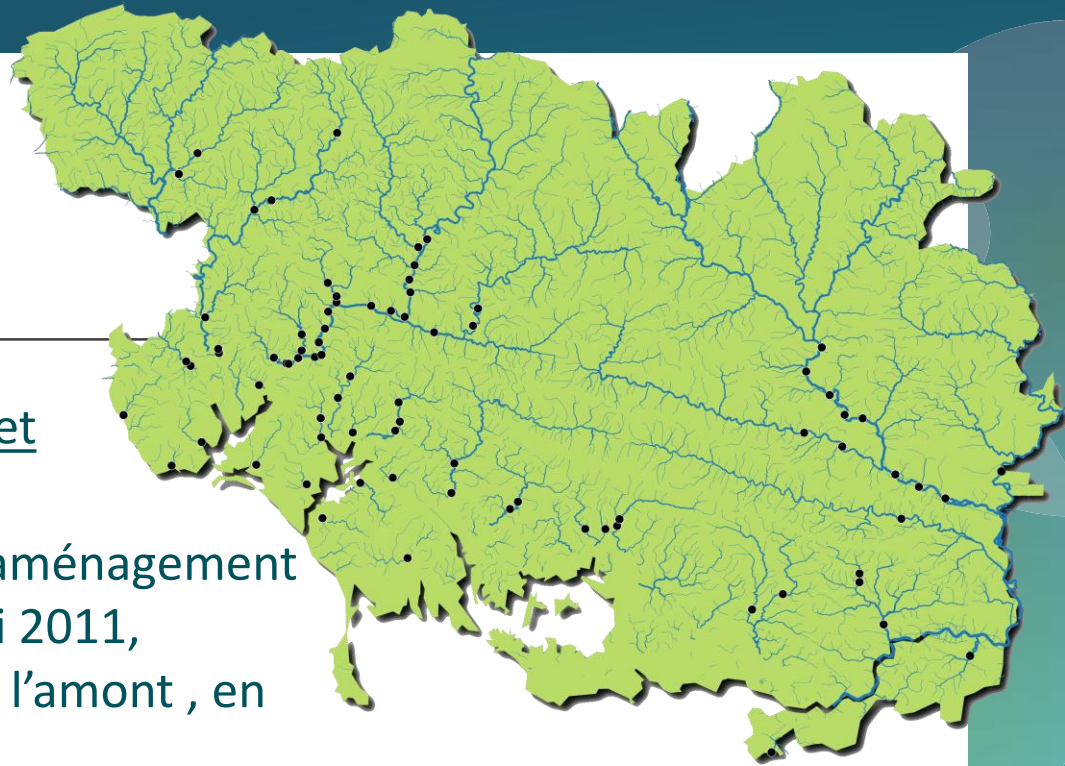 et
aménagement
i 2011,
l’amont , en